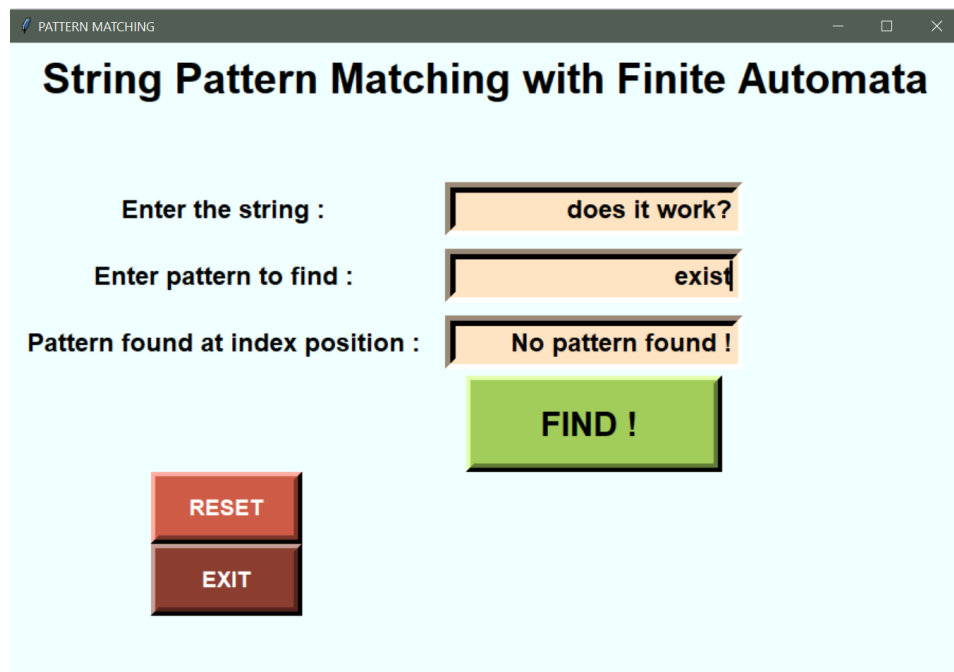 PATTERN MATCHING
String Pattern Matching with Finite Automata
Enter the string : does it work?
Enter pattern to find : exist
Pattern found at index position : No pattern found !
FIND !
RESET
EXIT